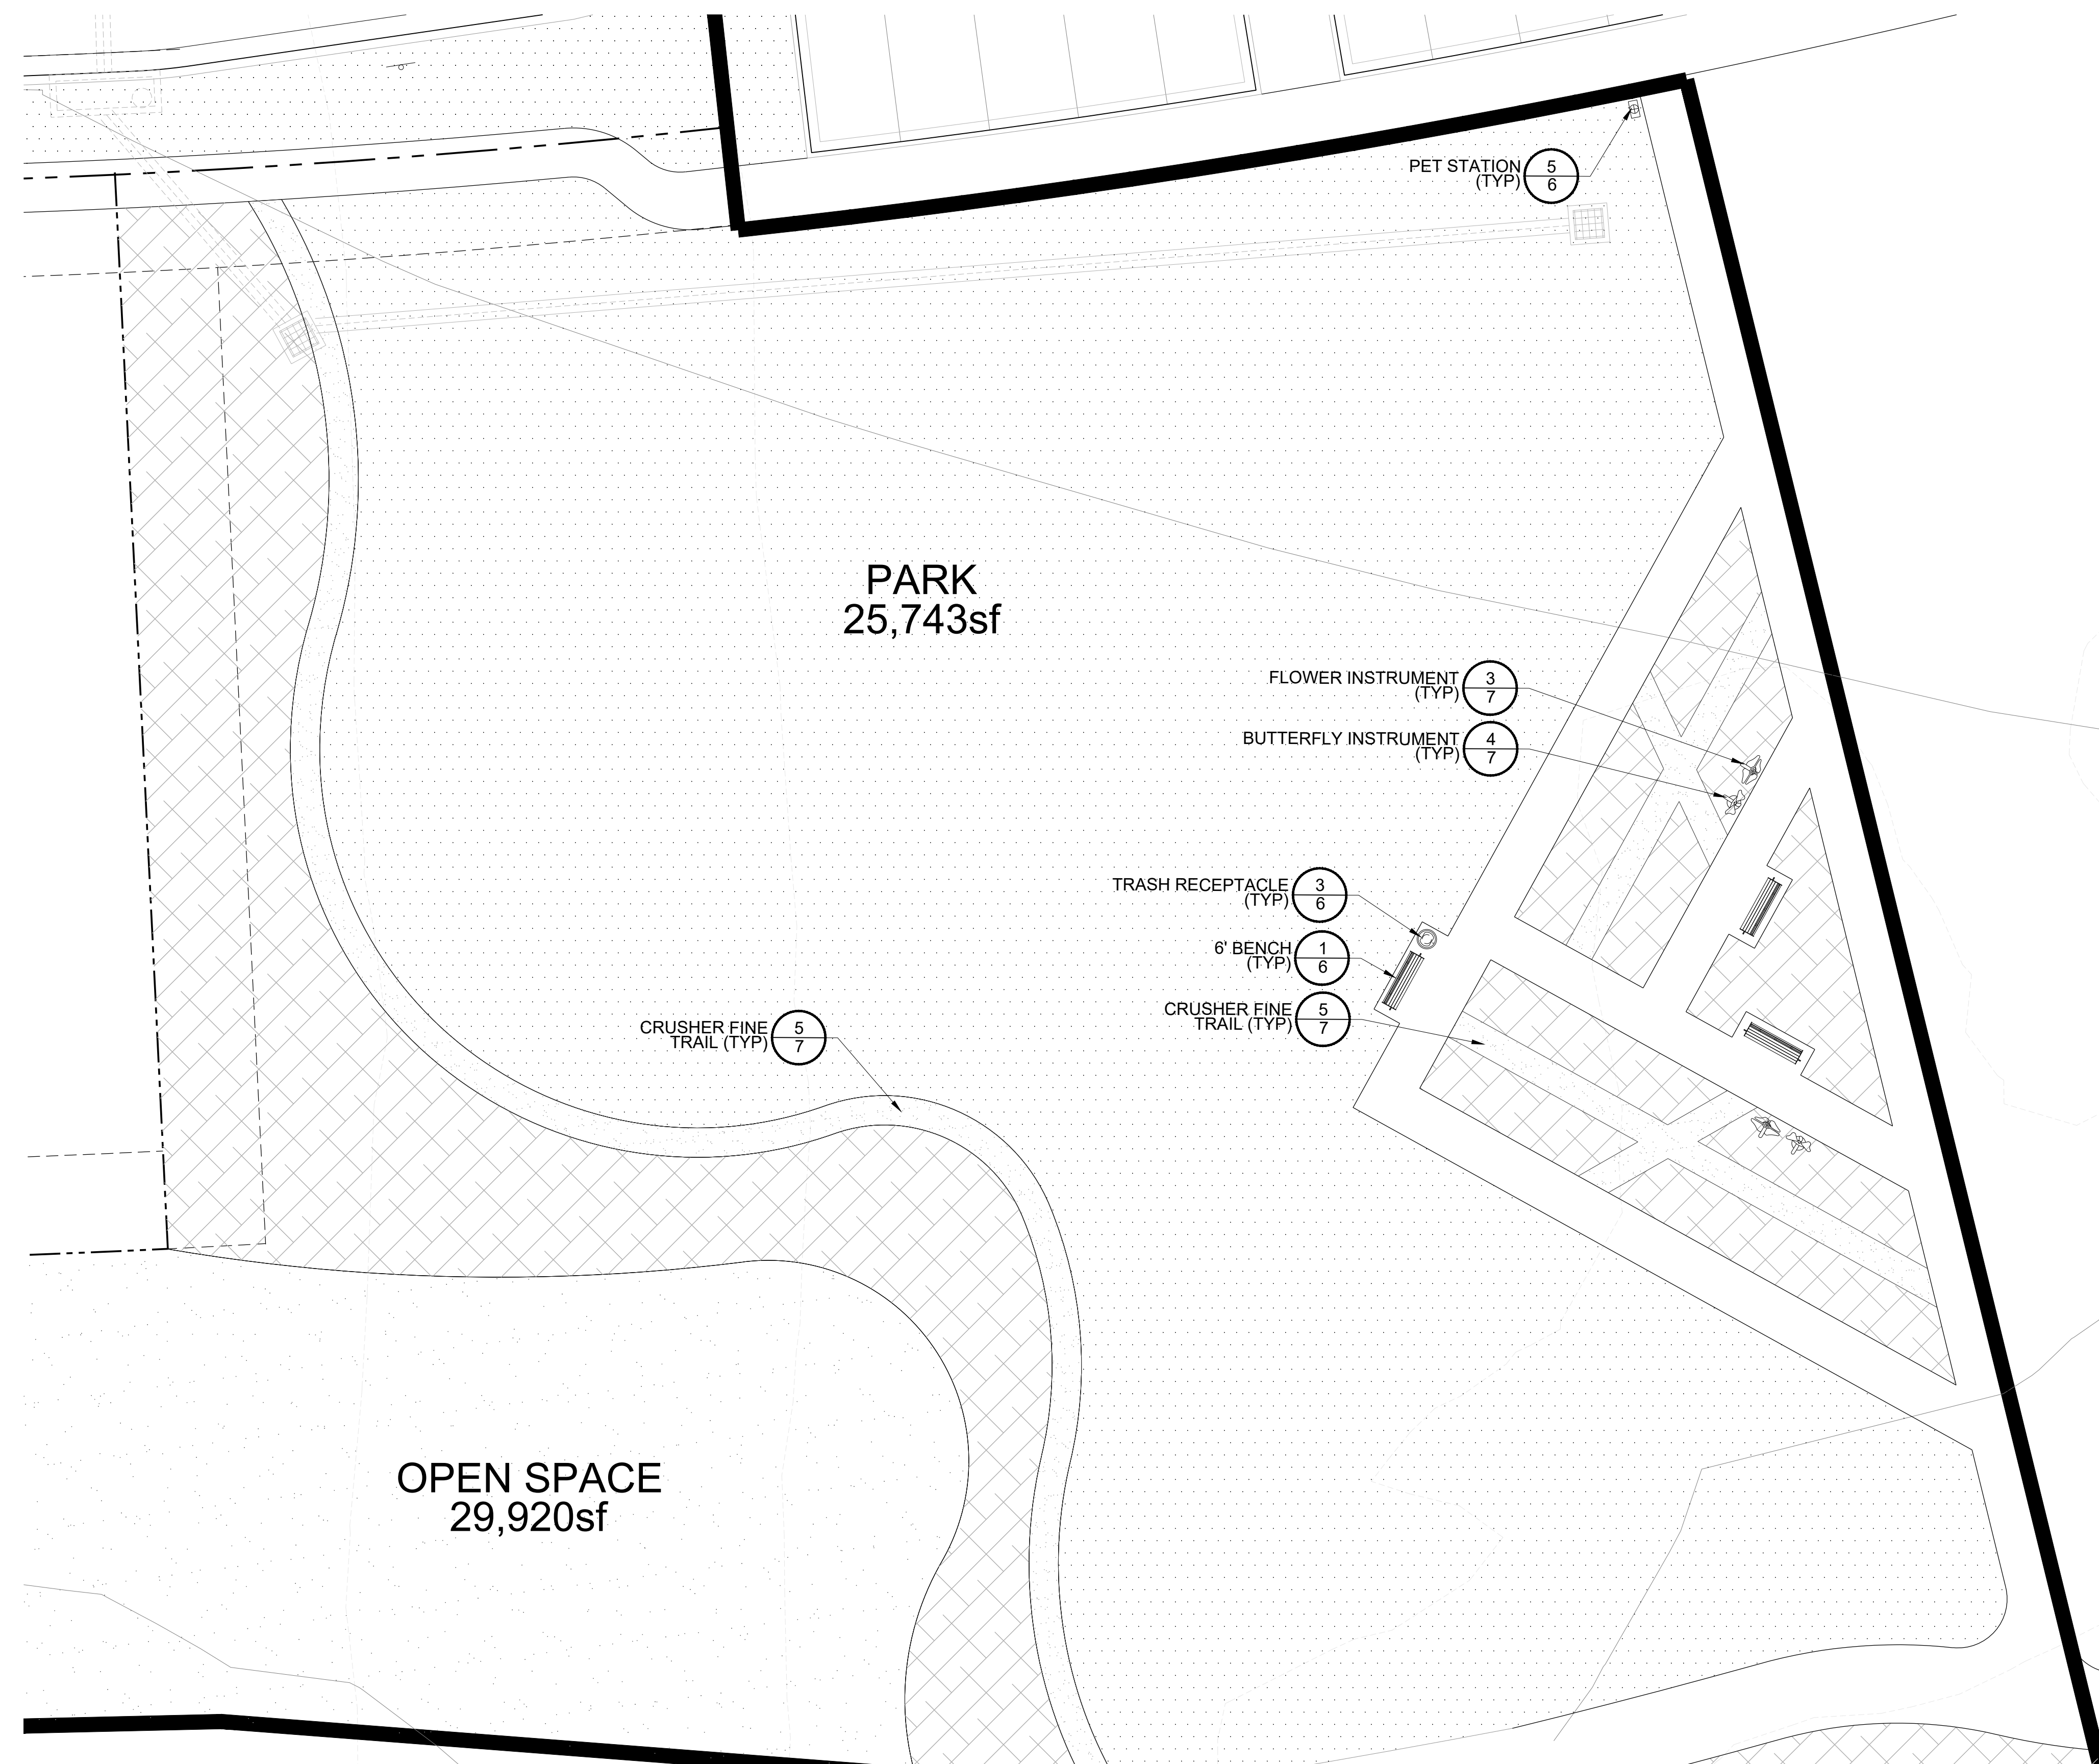 PET STATION
(TYP)
5
6
PARK
25,743sf
FLOWER INSTRUMENT
(TYP)
3
7
BUTTERFLY INSTRUMENT
(TYP)
4
7
TRASH RECEPTACLE
(TYP)
3
6
6' BENCH
(TYP)
1
6
CRUSHER FINE
TRAIL (TYP)
5
7
CRUSHER FINE
TRAIL (TYP)
5
7
OPEN SPACE
29,920sf